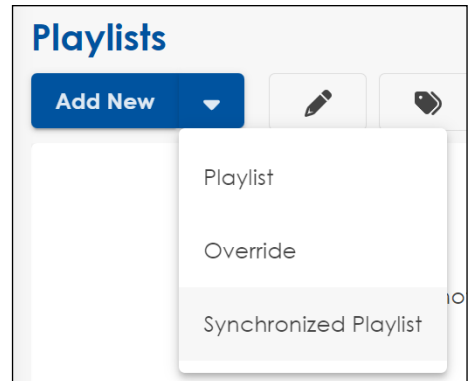 Playlists
Add New
Playlist
Override
Synchronized Playlist